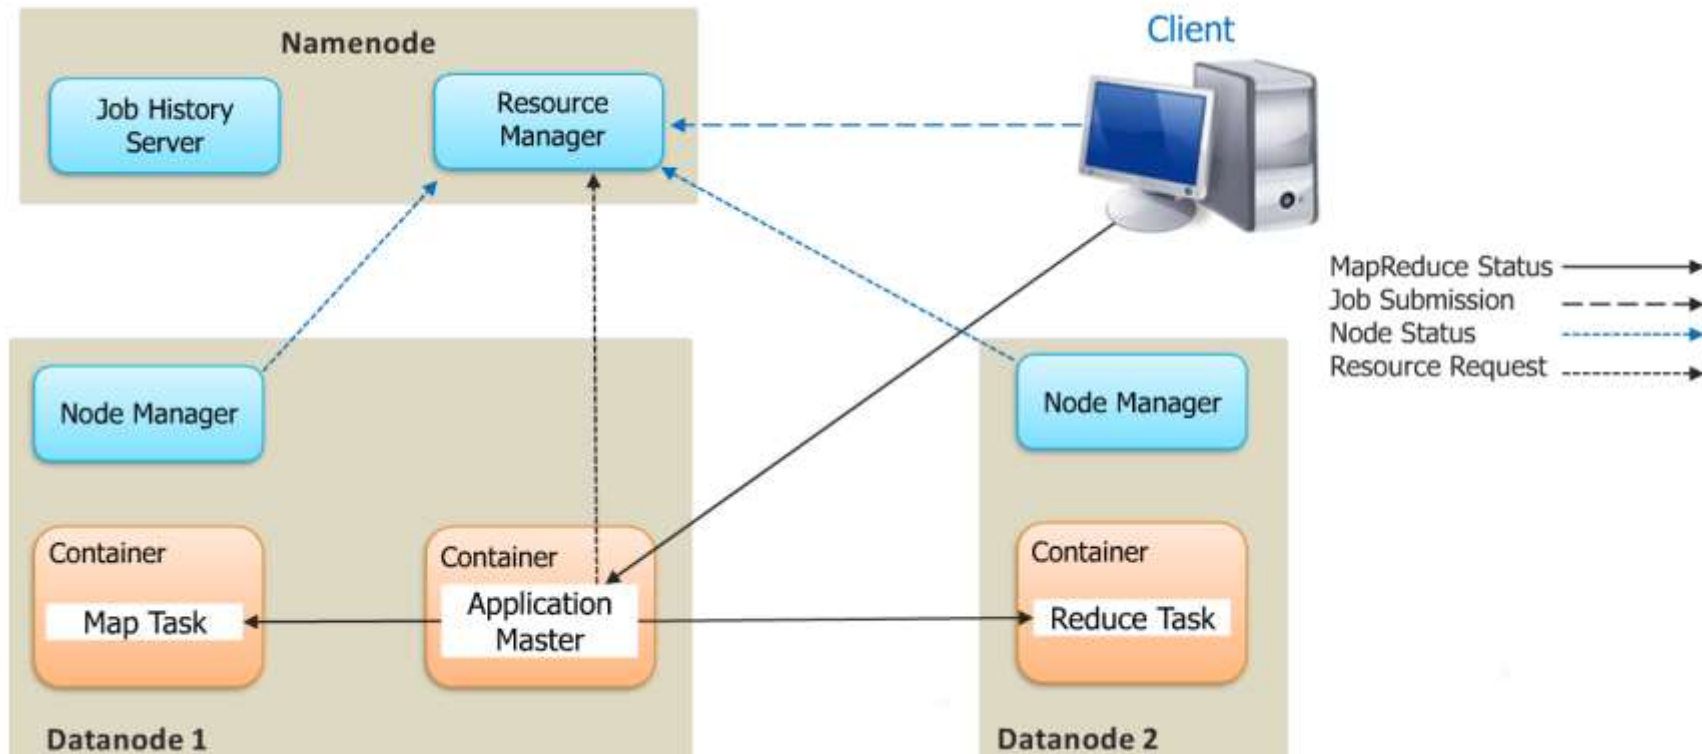 Namenode
Client
Job History
Server
Resource
Manager
MapReduce Status
Job Submission
Node Status
Resource Request
Node Manager
Node Manager
Container
Map Task
Container
Application
Master
Container
Reduce Task
Datanode 1
Datanode 2